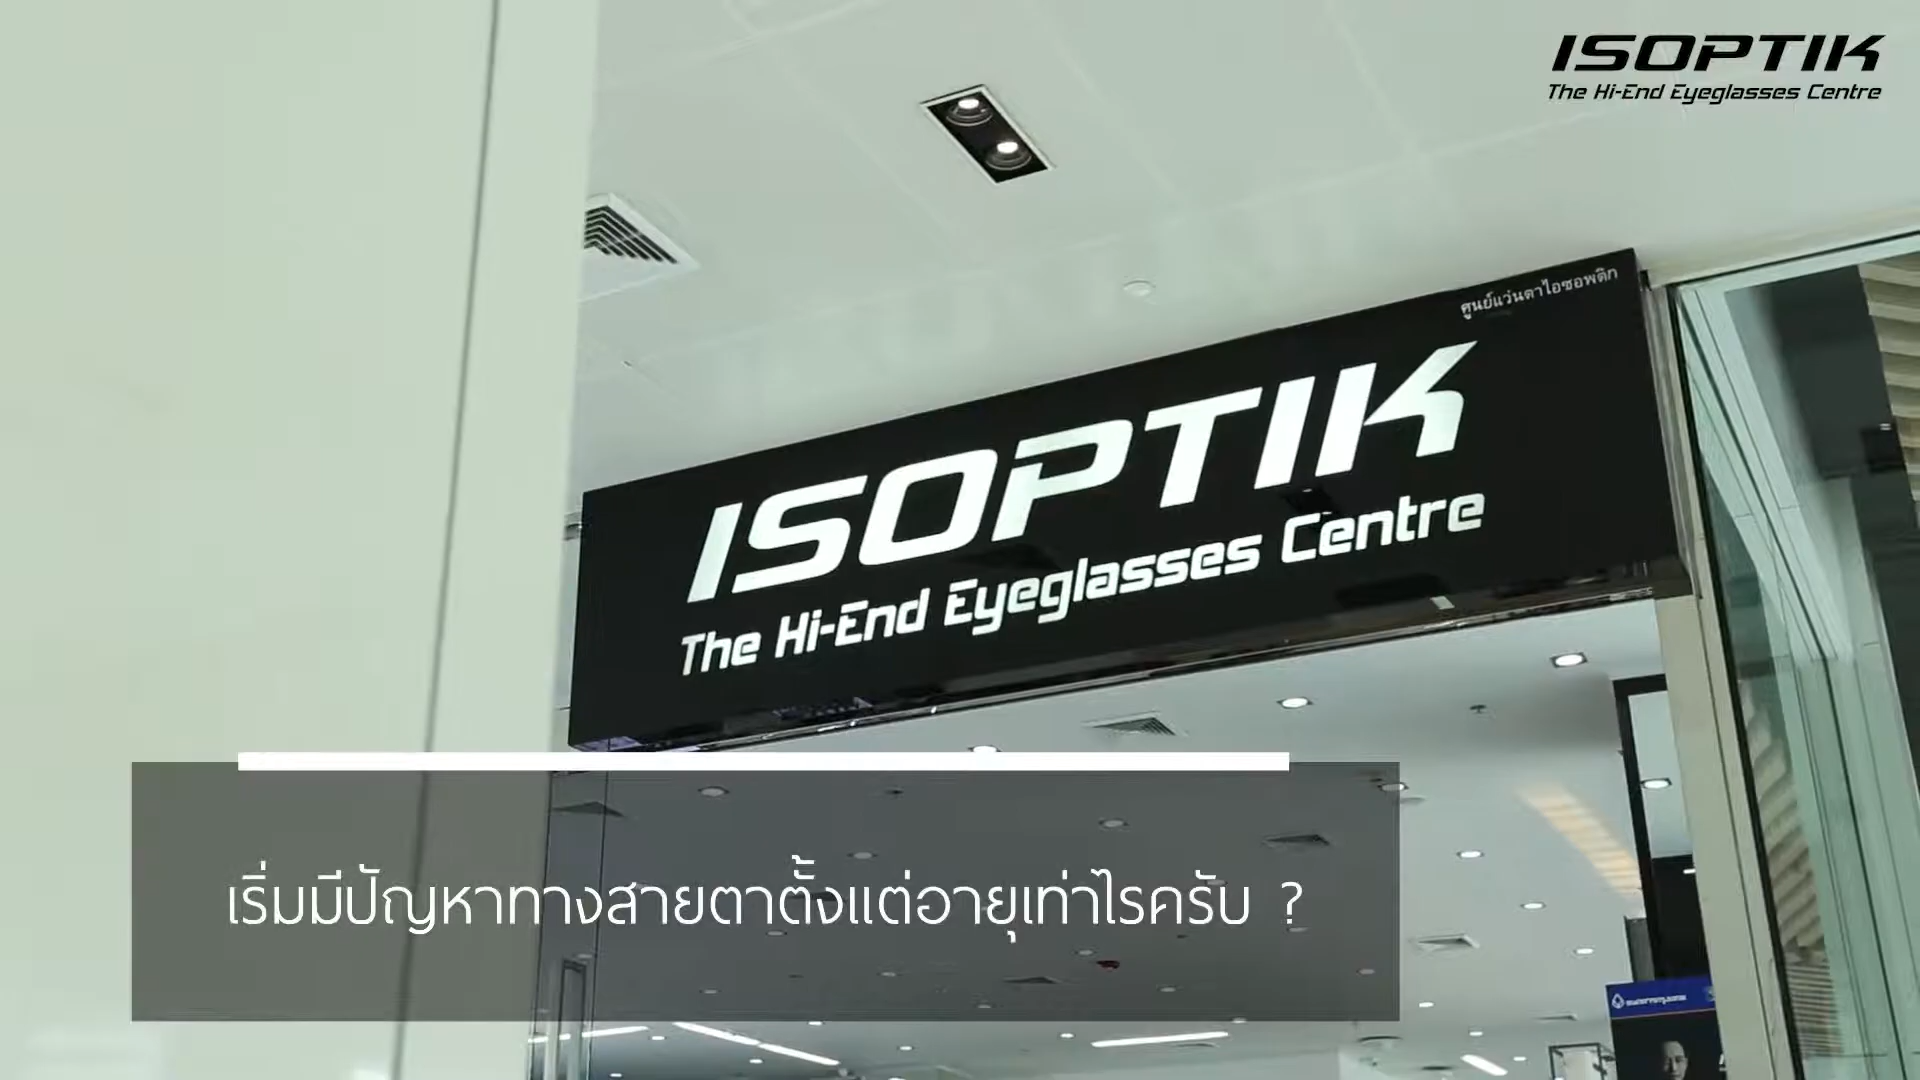 ISOPTIK
The Hi-End Eyeglasses Centre
ศูนย์แว่นตาไอซอพติก
ISOPTIK
The Hi-End Eyeglasses Centre
เริ่มมีปัญหาทางสายตาตั้งแต่อายุเท่าไรครับ ?